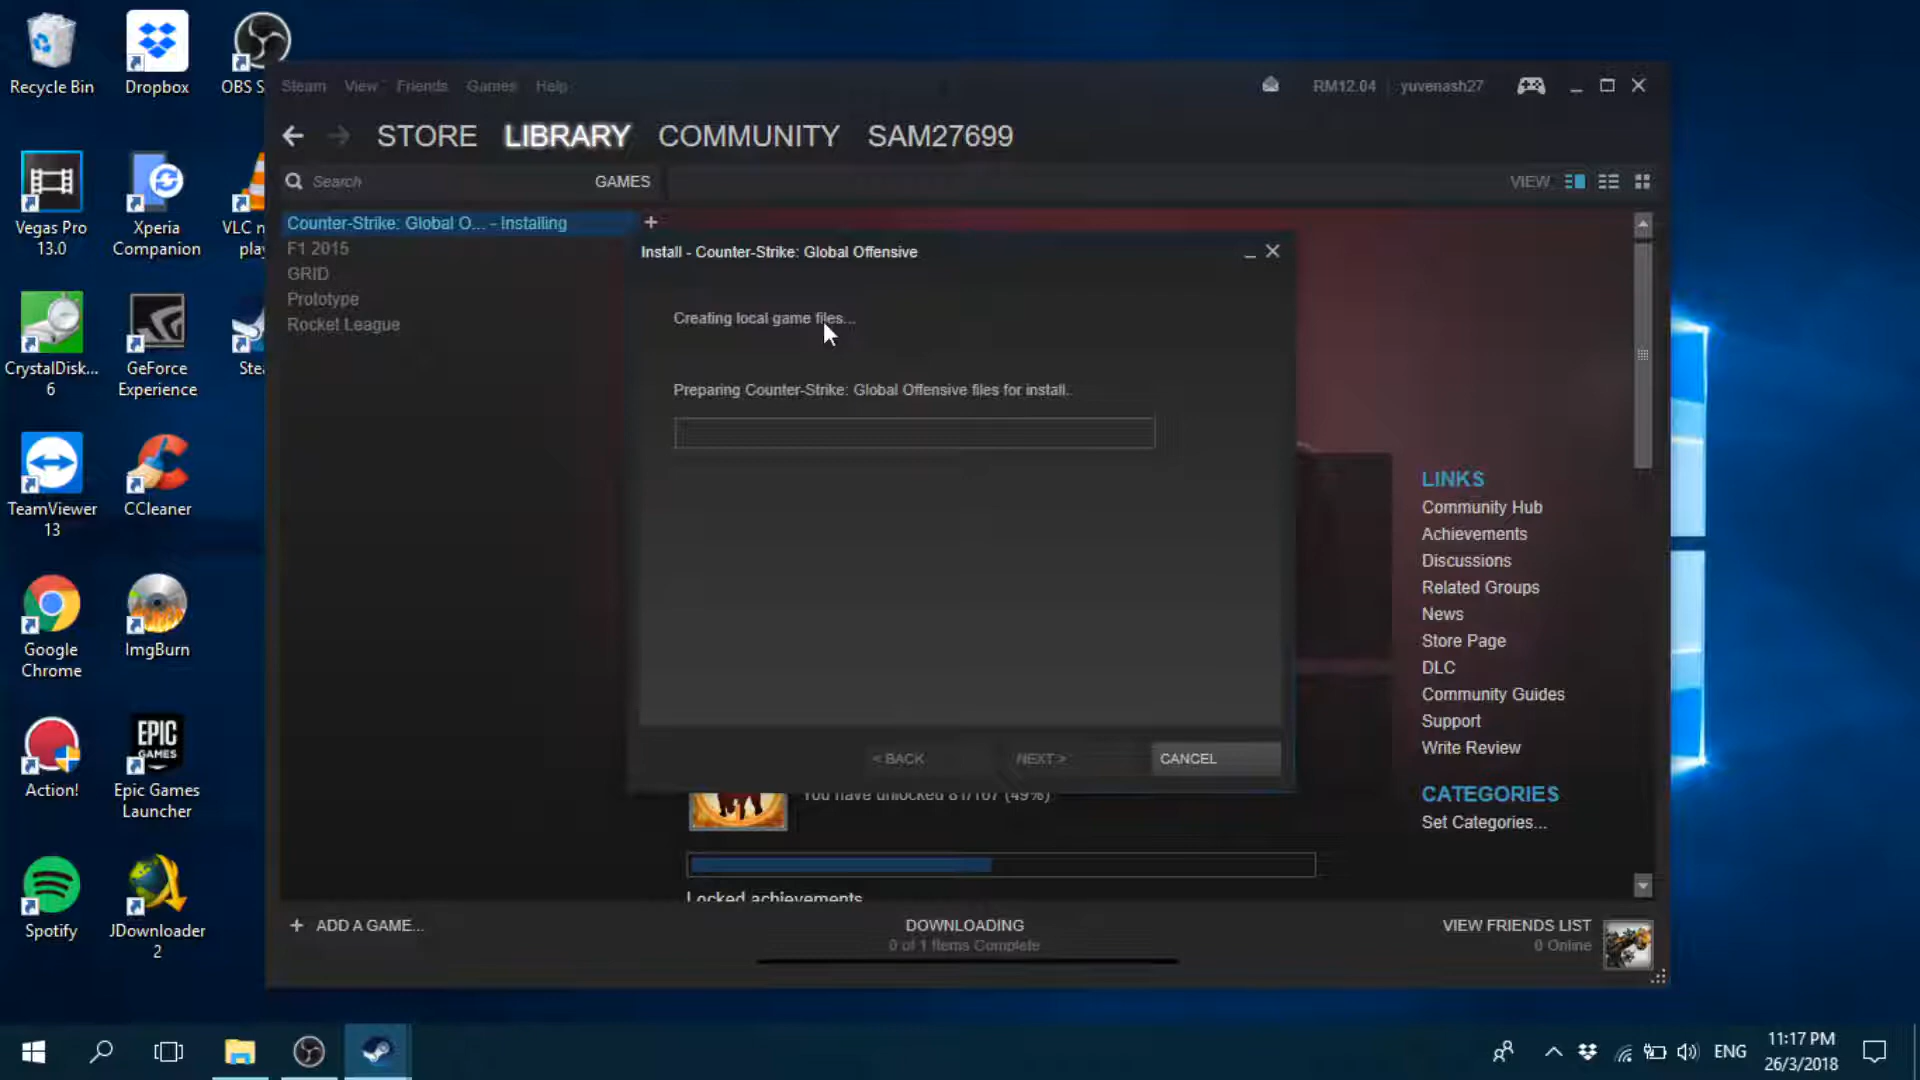 Recycle Bin
Dropbox
OBS S
Vegas Pro
13.0
Xperia
Companion
VLC m
play
CrystalDisk...
6
GeForce
Experience
Stea
TeamViewer
13
CCleaner
Google
Chrome
ImgBurn
Action!
EPIC
GAMES
Epic Games
Launcher
Spotify
JDownloader
2
Steam View Friends Games Help
RM12.04 yuvenash27
STORE LIBRARY COMMUNITY SAM27699
Search GAMES
VIEW
Counter-Strike: Global O... - Installing
F1 2015
GRID
Prototype
Rocket League
Install - Counter-Strike: Global Offensive
Creating local game files...
Preparing Counter-Strike: Global Offensive files for install.
< BACK NEXT > CANCEL
You have unlocked 81/167 (49%)
Locked achievements
LINKS
Community Hub
Achievements
Discussions
Related Groups
News
Store Page
DLC
Community Guides
Support
Write Review
CATEGORIES
Set Categories...
+ ADD A GAME...
DOWNLOADING
0 of 1 Items Complete
VIEW FRIENDS LIST
0 Online
ENG
11:17 PM
26/3/2018